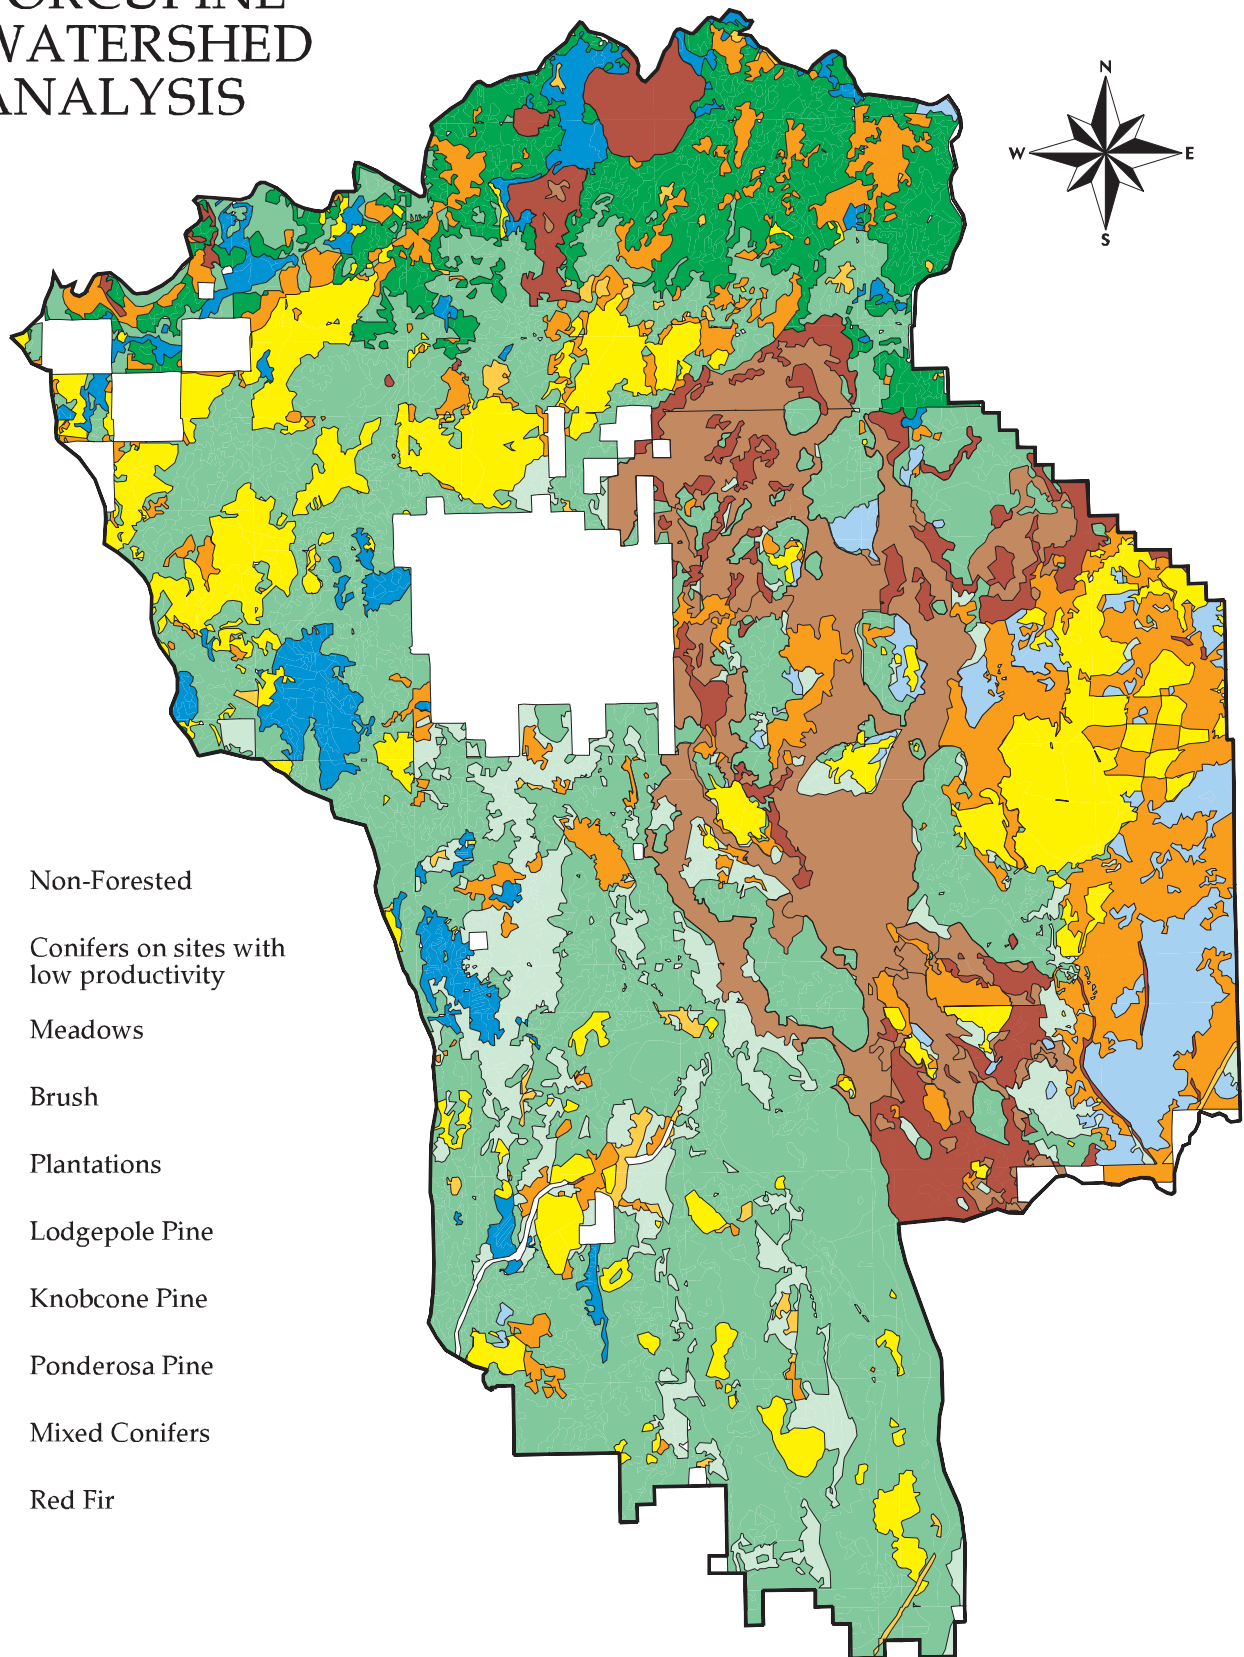 WATERSHED
ANALYSIS
N
W
E
S
Non-Forested
Conifers on sites with
low productivity
Meadows
Brush
Plantations
Lodgepole Pine
Knobcone Pine
Ponderosa Pine
Mixed Conifers
Red Fir